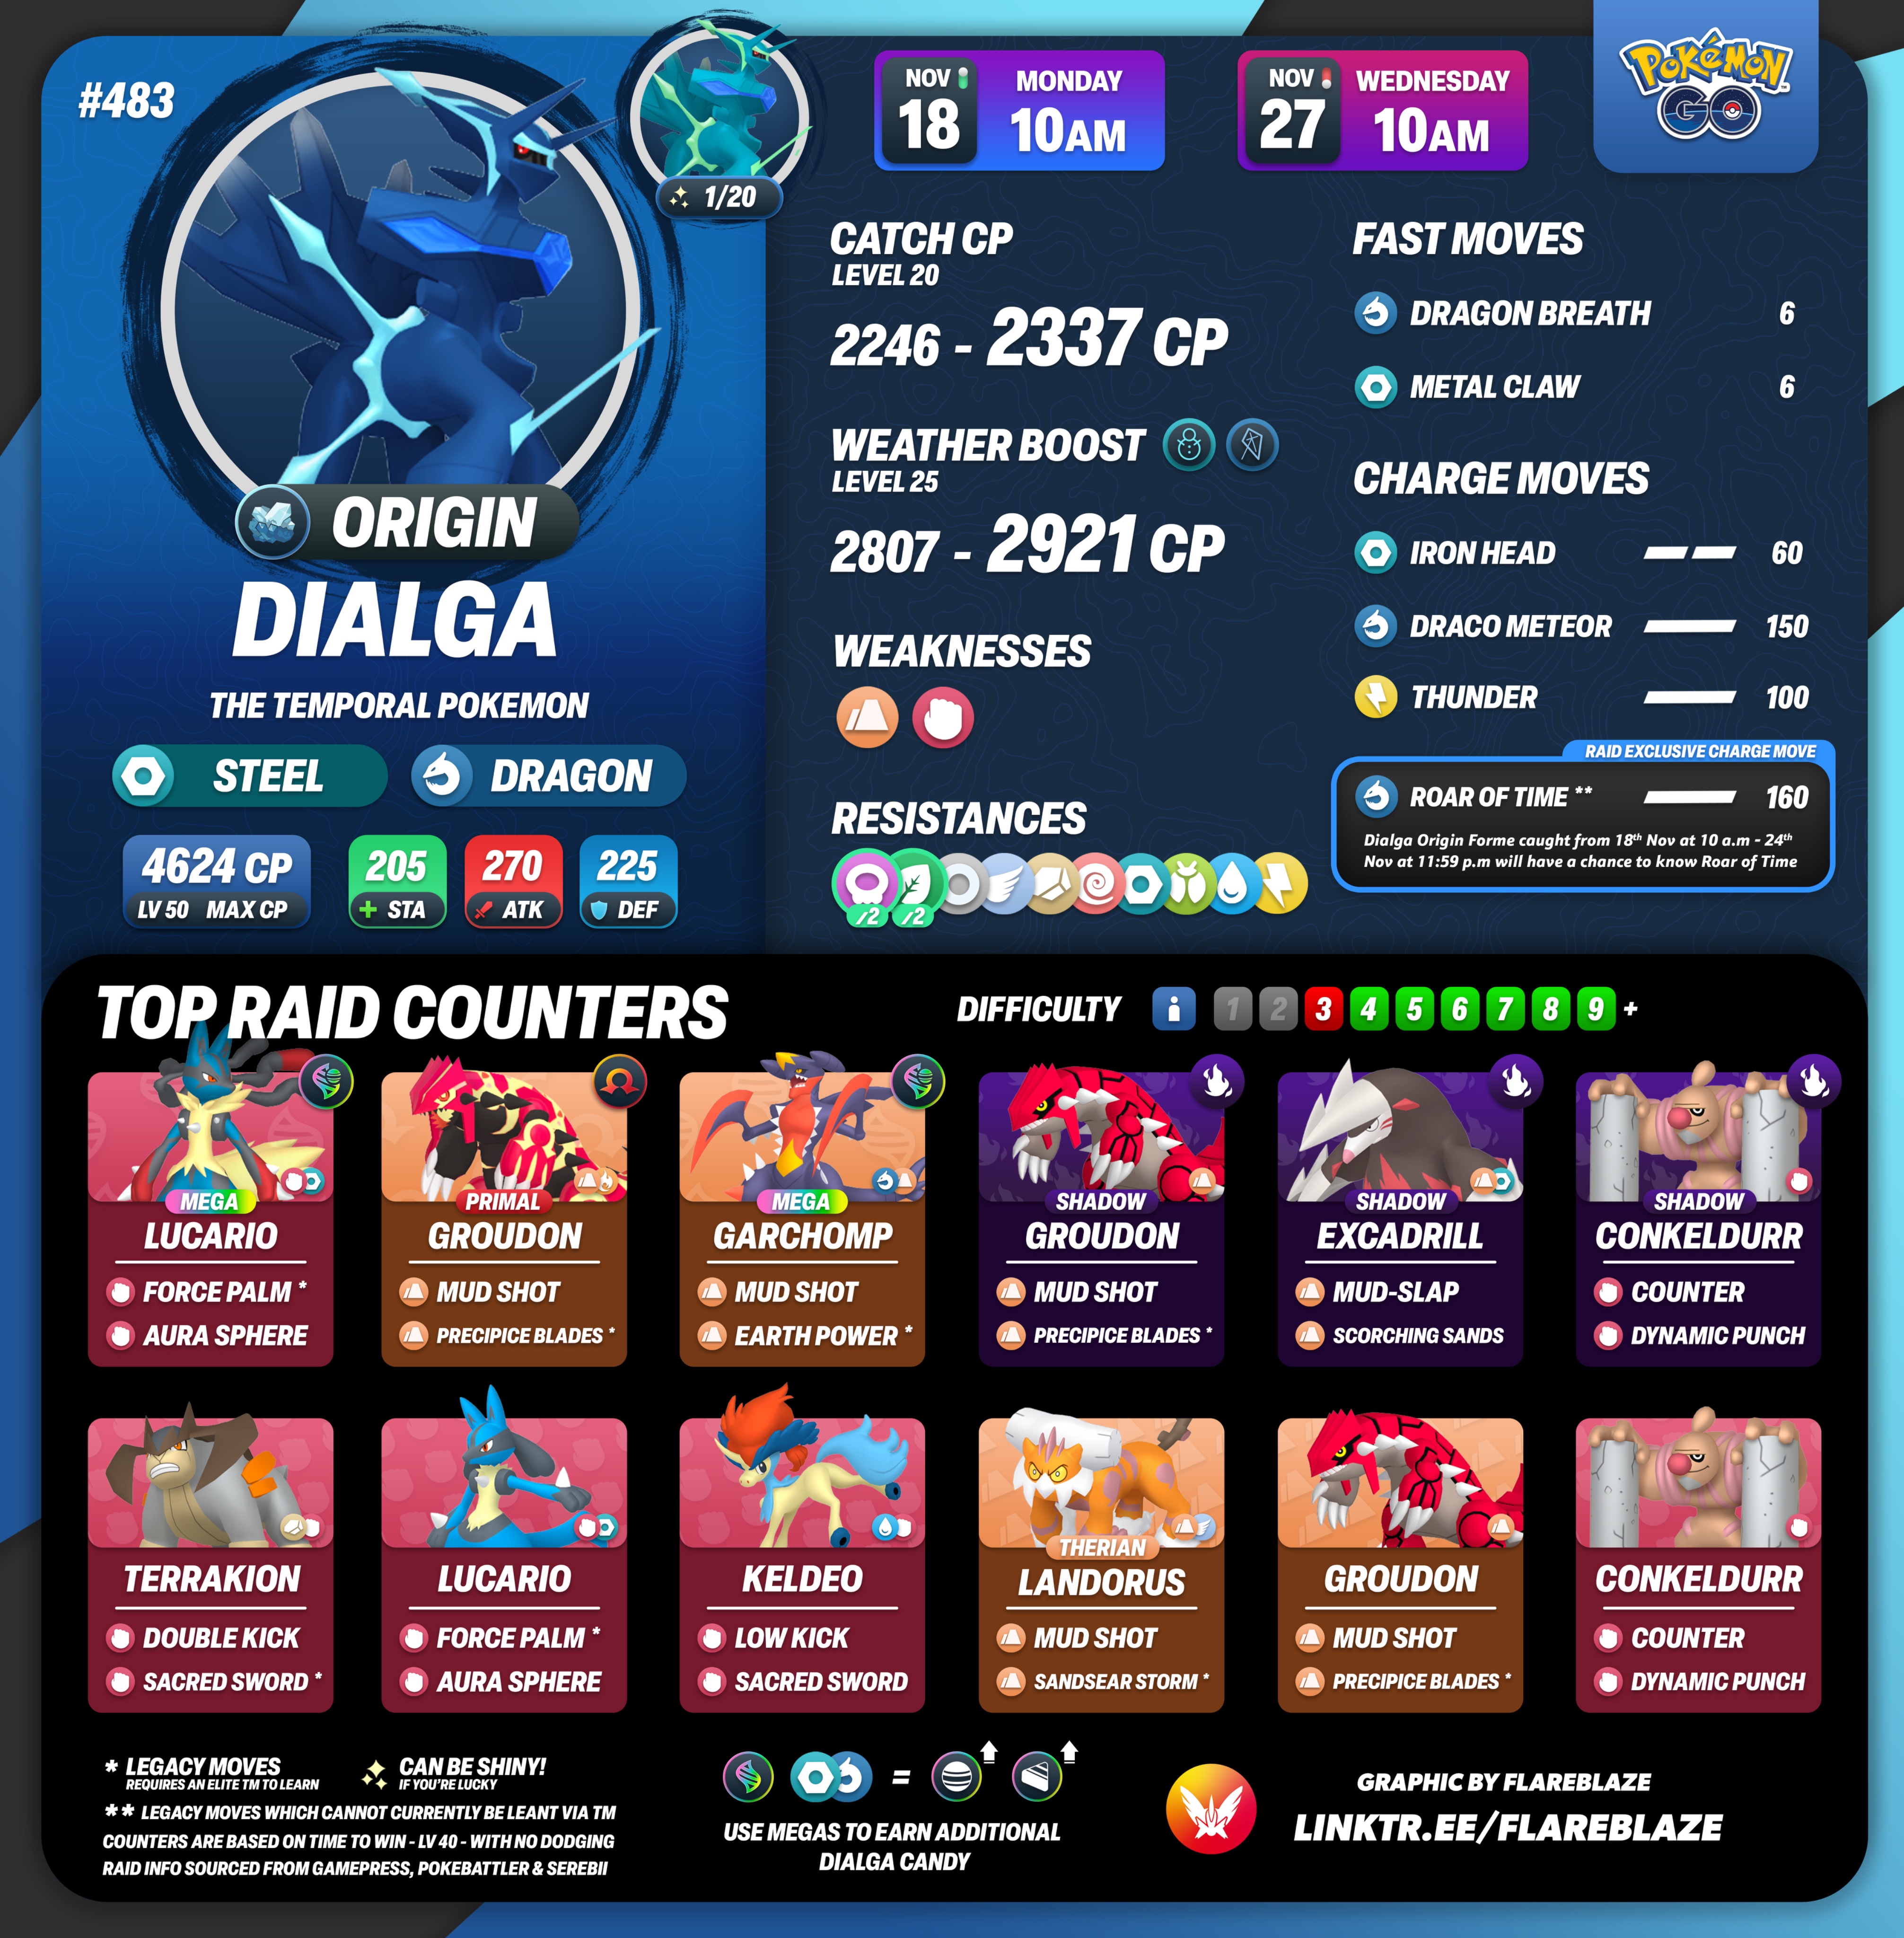 #483
1/20
NOV
18
MONDAY
10AM
NOV
27
WEDNESDAY
10AM
POKéMON
GO
ORIGIN
DIALGA
THE TEMPORAL POKEMON
STEEL
DRAGON
4624 CP
LV 50 MAX CP
205
STA
270
ATK
225
DEF
CATCH CP
LEVEL 20
2246 - 2337 CP
WEATHER BOOST
LEVEL 25
2807 - 2921 CP
WEAKNESSES
RESISTANCES
/2 /2
FAST MOVES
DRAGON BREATH 6
METAL CLAW 6
CHARGE MOVES
IRON HEAD 60
DRACO METEOR 150
THUNDER 100
RAID EXCLUSIVE CHARGE MOVE
ROAR OF TIME ** 160
Dialga Origin Forme caught from 18th Nov at 10 a.m - 24th
Nov at 11:59 p.m will have a chance to know Roar of Time
TOP RAID COUNTERS
DIFFICULTY i 1 2 3 4 5 6 7 8 9 +
MEGA
LUCARIO
FORCE PALM *
AURA SPHERE
PRIMAL
GROUDON
MUD SHOT
PRECIPICE BLADES *
MEGA
GARCHOMP
MUD SHOT
EARTH POWER *
SHADOW
GROUDON
MUD SHOT
PRECIPICE BLADES *
SHADOW
EXCADRILL
MUD-SLAP
SCORCHING SANDS
SHADOW
CONKELDURR
COUNTER
DYNAMIC PUNCH
TERRAKION
DOUBLE KICK
SACRED SWORD *
LUCARIO
FORCE PALM *
AURA SPHERE
KELDEO
LOW KICK
SACRED SWORD
THERIAN
LANDORUS
MUD SHOT
SANDSEAR STORM *
GROUDON
MUD SHOT
PRECIPICE BLADES *
CONKELDURR
COUNTER
DYNAMIC PUNCH
* LEGACY MOVES
REQUIRES AN ELITE TM TO LEARN
CAN BE SHINY!
IF YOU'RE LUCKY
** LEGACY MOVES WHICH CANNOT CURRENTLY BE LEANT VIA TM
COUNTERS ARE BASED ON TIME TO WIN - LV 40 - WITH NO DODGING
RAID INFO SOURCED FROM GAMEPRESS, POKEBATTLER & SEREBII
=
USE MEGAS TO EARN ADDITIONAL
DIALGA CANDY
GRAPHIC BY FLAREBLAZE
LINKTR.EE/FLAREBLAZE